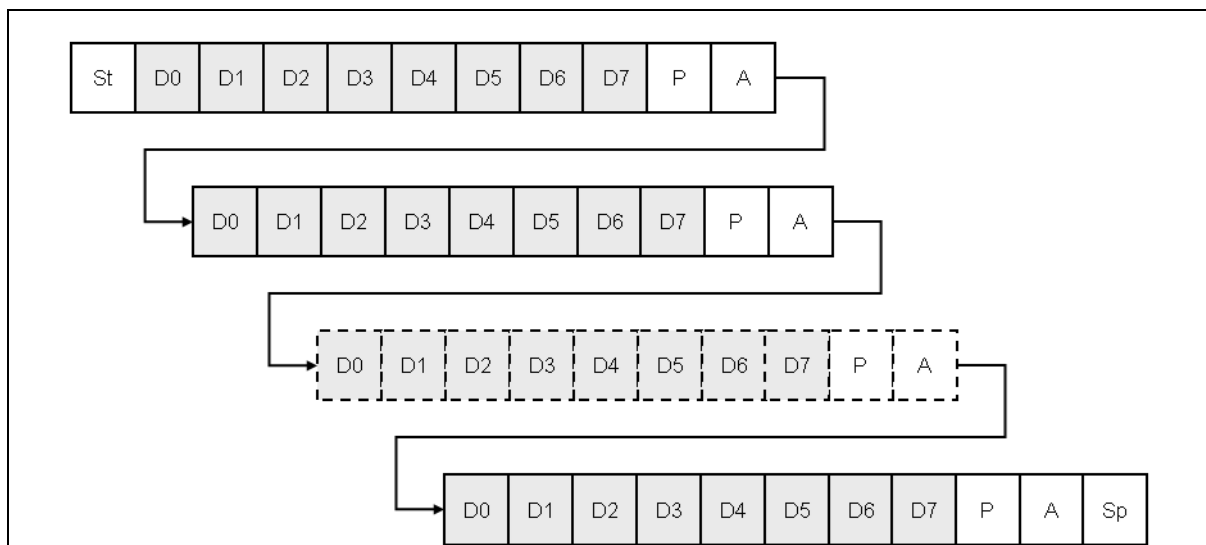 St D0 D1 D2 D3 D4 D5 D6 D7 P A
D0 D1 D2 D3 D4 D5 D6 D7 P A
D0 D1 D2 D3 D4 D5 D6 D7 P A
D0 D1 D2 D3 D4 D5 D6 D7 P A Sp